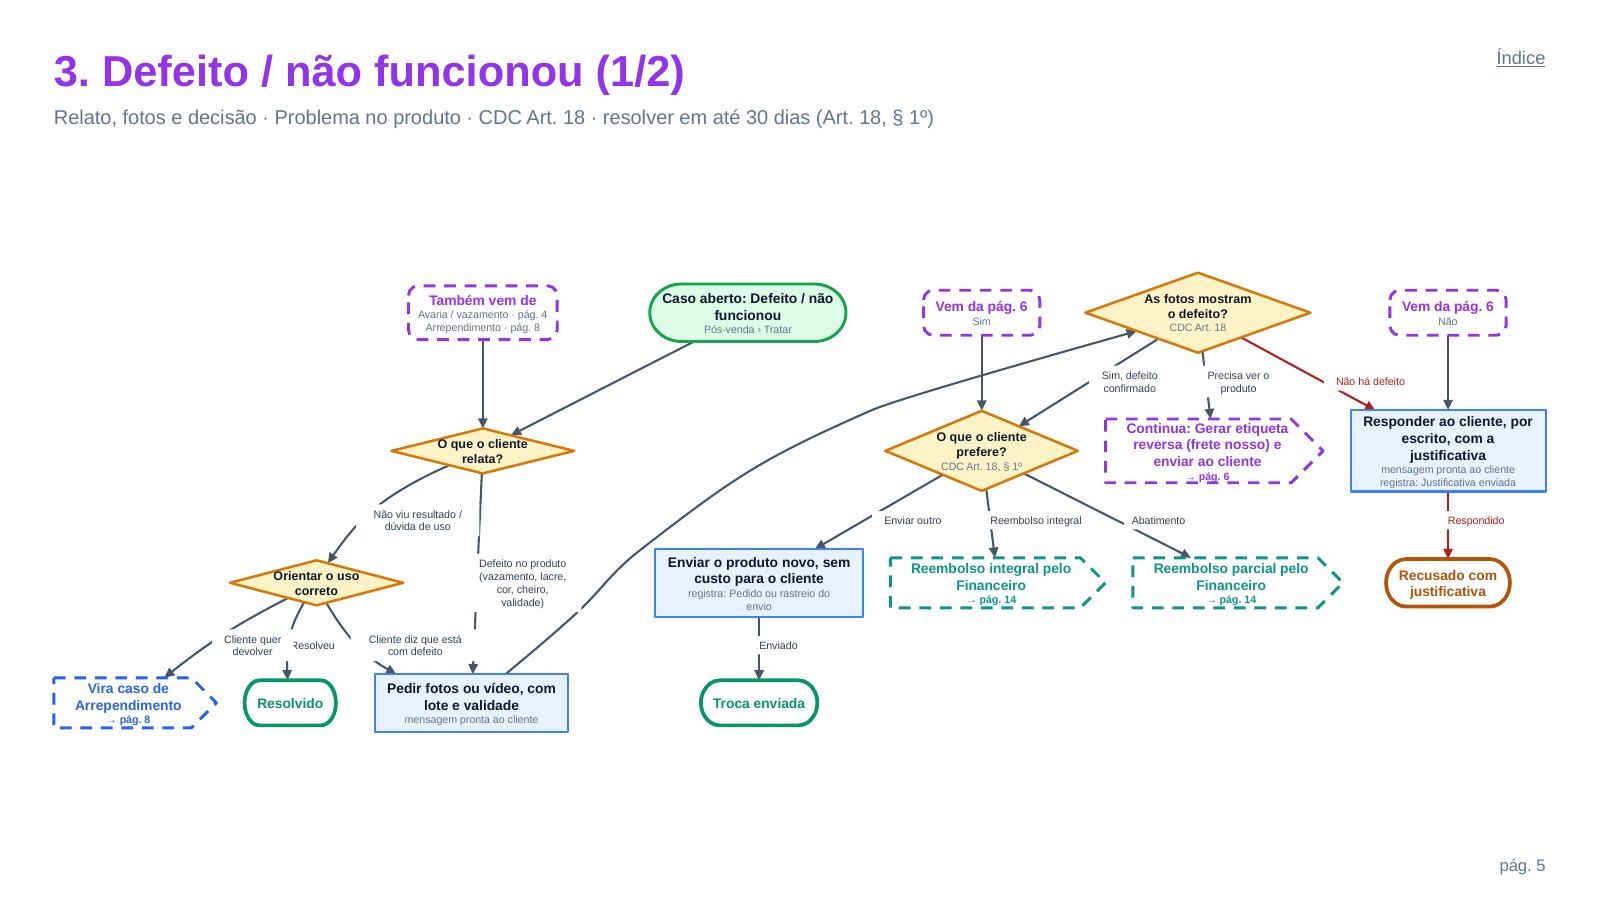 3. Defeito / não funcionou (1/2)
Índice
Relato, fotos e decisão · Problema no produto · CDC Art. 18 · resolver em até 30 dias (Art. 18, § 1º)
Também vem de
Avaria / vazamento · pág. 4
Arrependimento · pág. 8
Caso aberto: Defeito / não
funcionou
Pós-venda › Tratar
Vem da pág. 6
Sim
As fotos mostram
o defeito?
CDC Art. 18
Vem da pág. 6
Não
Sim, defeito
confirmado
Precisa ver o
produto
Não há defeito
O que o cliente
relata?
O que o cliente
prefere?
CDC Art. 18, § 1º
Continua: Gerar etiqueta
reversa (frete nosso) e
enviar ao cliente
→ pág. 6
Responder ao cliente, por
escrito, com a
justificativa
mensagem pronta ao cliente
registra: Justificativa enviada
Não viu resultado /
dúvida de uso
Enviar outro
Reembolso integral
Abatimento
Respondido
Defeito no produto
(vazamento, lacre,
cor, cheiro,
validade)
Orientar o uso
correto
Enviar o produto novo, sem
custo para o cliente
registra: Pedido ou rastreio do
envio
Reembolso integral pelo
Financeiro
→ pág. 14
Reembolso parcial pelo
Financeiro
→ pág. 14
Recusado com
justificativa
Cliente quer
devolver
Resolveu
Cliente diz que está
com defeito
Enviado
Vira caso de
Arrependimento
→ pág. 8
Resolvido
Pedir fotos ou vídeo, com
lote e validade
mensagem pronta ao cliente
Troca enviada
pág. 5